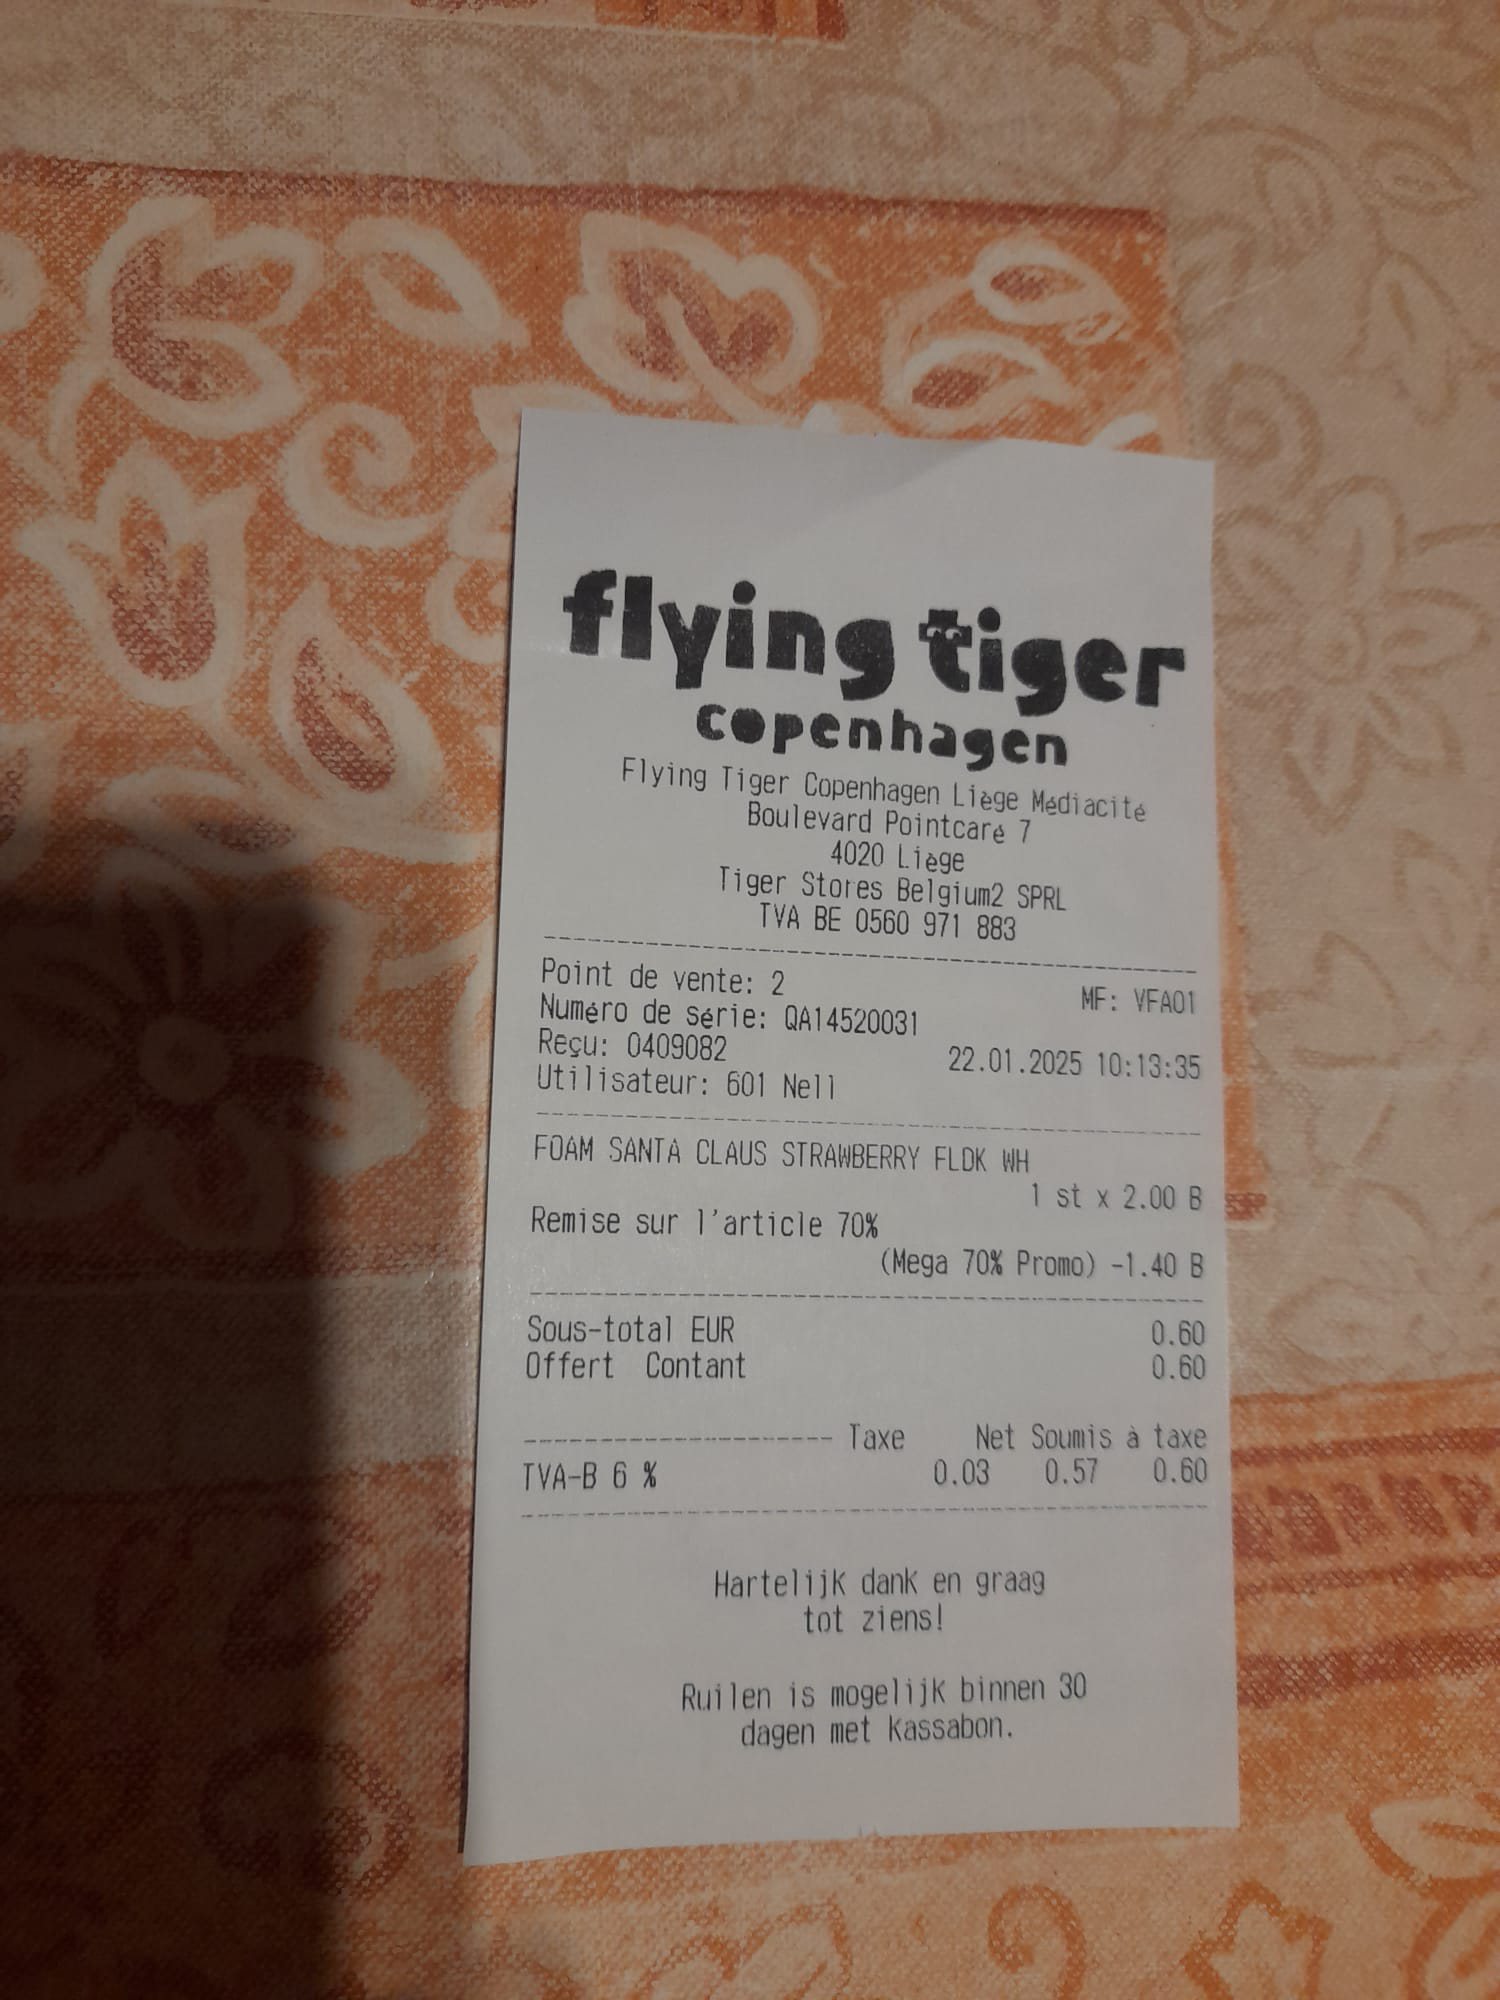 flying tiger
copenhagen
Flying Tiger Copenhagen Liège Médiacité
Boulevard Pointcaré 7
4020 Liège
Tiger Stores Belgium2 SPRL
TVA BE 0560 971 883
Point de vente: 2 MF: VFA01
Numéro de série: QA14520031
Reçu: 0409082 22.01.2025 10:13:35
Utilisateur: 601 Nell
FOAM SANTA CLAUS STRAWBERRY FLDK WH
1 st x 2.00 B
Remise sur l'article 70%
(Mega 70% Promo) -1.40 B
Sous-total EUR 0.60
Offert Contant 0.60
--------------------- Taxe Net Soumis à taxe
TVA-B 6 % 0.03 0.57 0.60
Hartelijk dank en graag
tot ziens!
Ruilen is mogelijk binnen 30
dagen met kassabon.